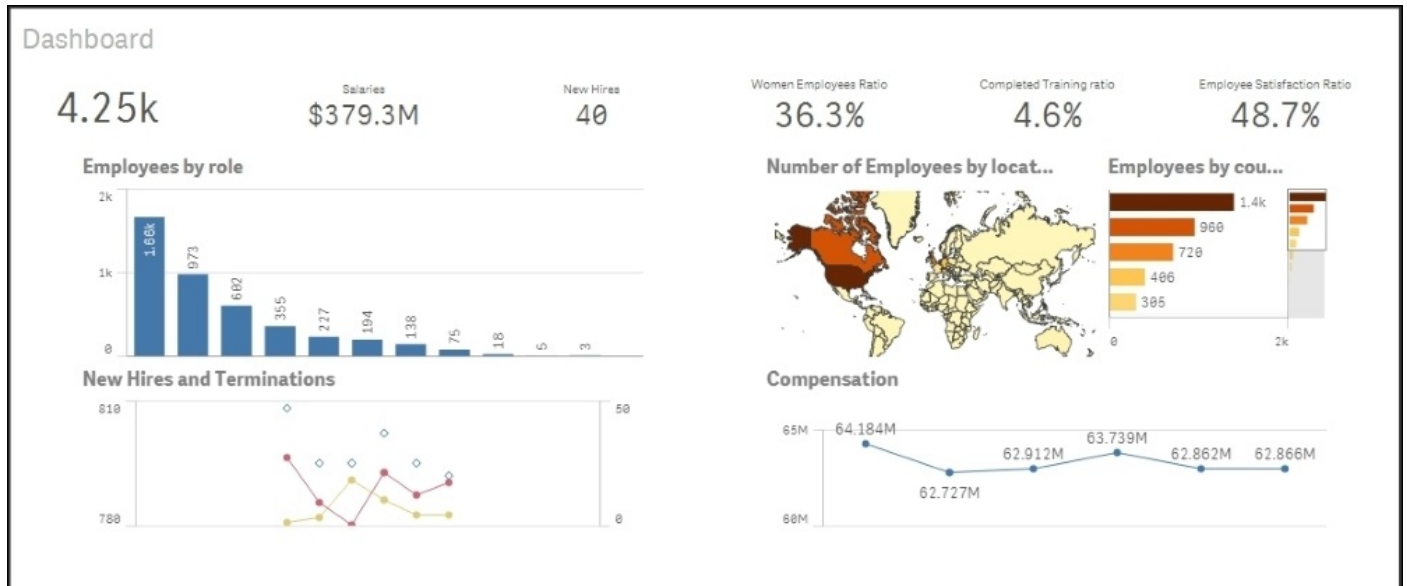 Dashboard
4.25k
Salaries
$379.3M
New Hires
40
Women Employees Ratio
36.3%
Completed Training ratio
4.6%
Employee Satisfaction Ratio
48.7%
Employees by role
2k
1k
0
1.66k
973
602
355
227
194
138
75
18
5
3
Number of Employees by locat...
Employees by cou...
1.4k
960
720
406
305
0
2k
New Hires and Terminations
810
780
50
0
Compensation
65M
60M
64.184M
62.727M
62.912M
63.739M
62.862M
62.866M